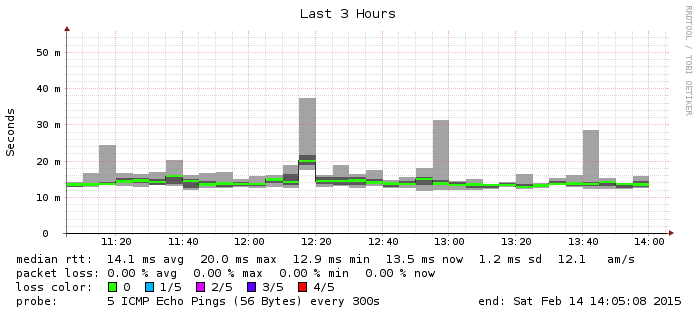 Last 3 Hours
RRDTOOL / TOBI OETIKER
Seconds
50 m
40 m
30 m
20 m
10 m
0
11:20 11:40 12:00 12:20 12:40 13:00 13:20 13:40 14:00
median rtt: 14.1 ms avg 20.0 ms max 12.9 ms min 13.5 ms now 1.2 ms sd 12.1 am/s
packet loss: 0.00 % avg 0.00 % max 0.00 % min 0.00 % now
loss color: 0 1/5 2/5 3/5 4/5
probe: 5 ICMP Echo Pings (56 Bytes) every 300s end: Sat Feb 14 14:05:08 2015